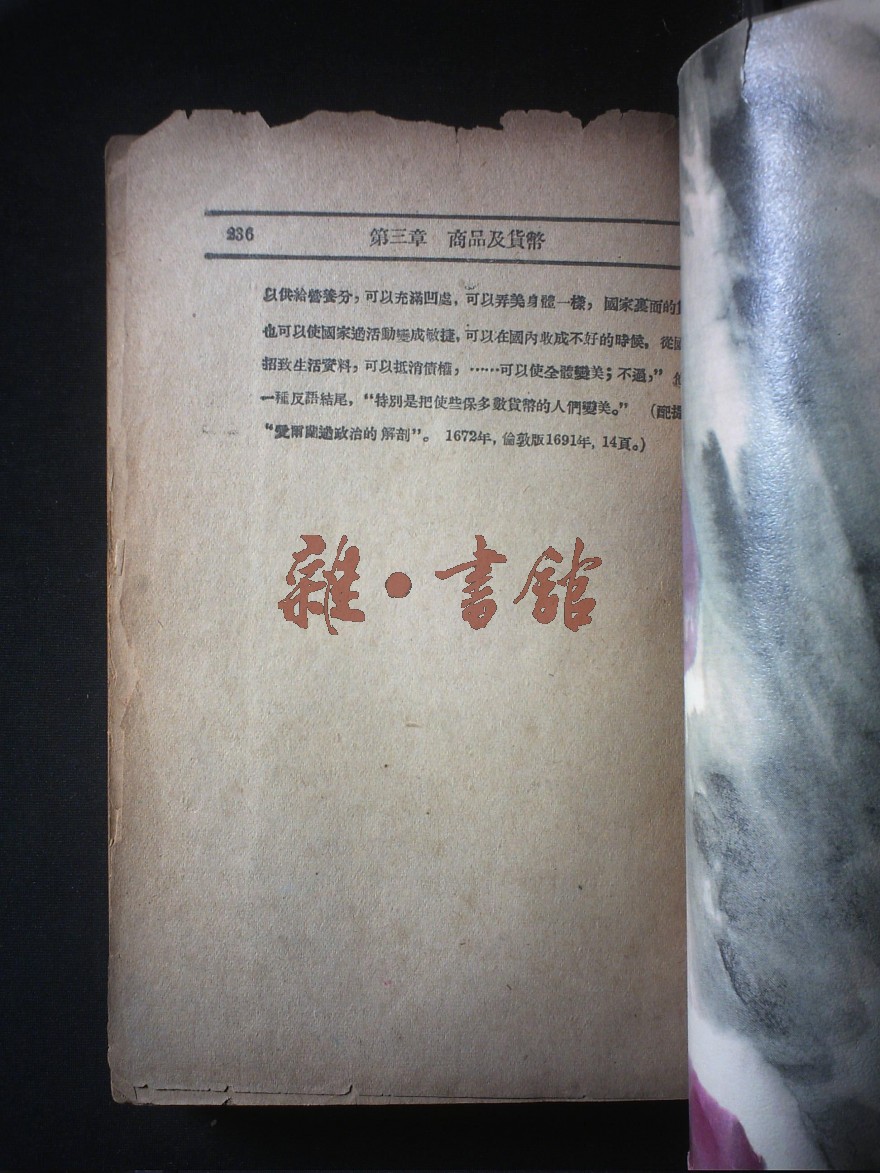 236
第三章 商品及貨幣
以供給營養分,可以充滿凹處,可以弄美身體一樣, 國家裏面的
也可以使國家過活動變成敏捷,可以在國內收成不好的時候, 從
招致生活資料,可以抵消債權, ……可以使全體變美;不過,”
一種反語結尾, “特別是把使些保多數貨幣的人們變美。” (配
“愛爾蘭過政治的 解剖”。 1672年, 倫敦版1691年, 14頁。)
雜·書館